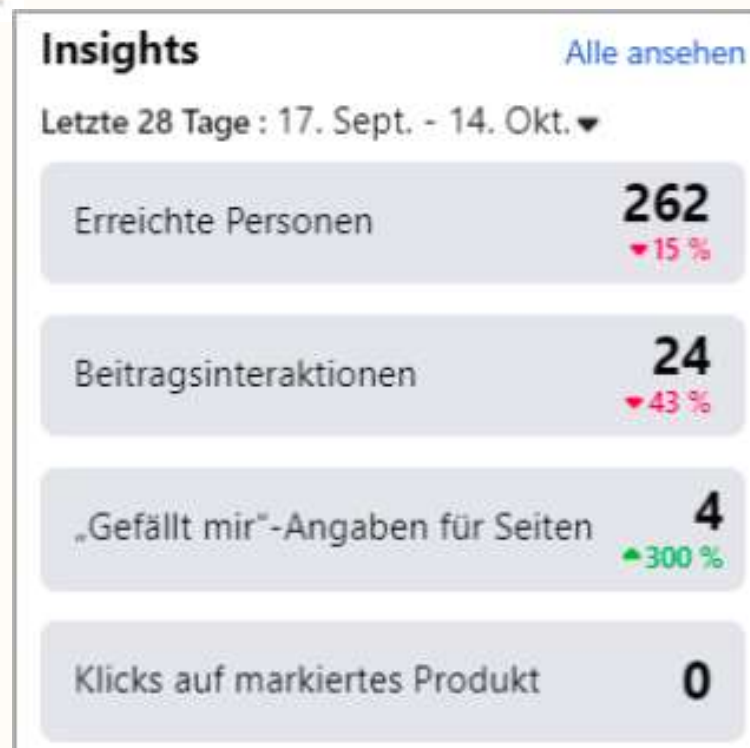 Insights
Alle ansehen
Letzte 28 Tage : 17. Sept. - 14. Okt.
Erreichte Personen
262
15 %
Beitragsinteraktionen
24
43 %
„Gefällt mir“-Angaben für Seiten
4
300 %
Klicks auf markiertes Produkt
0